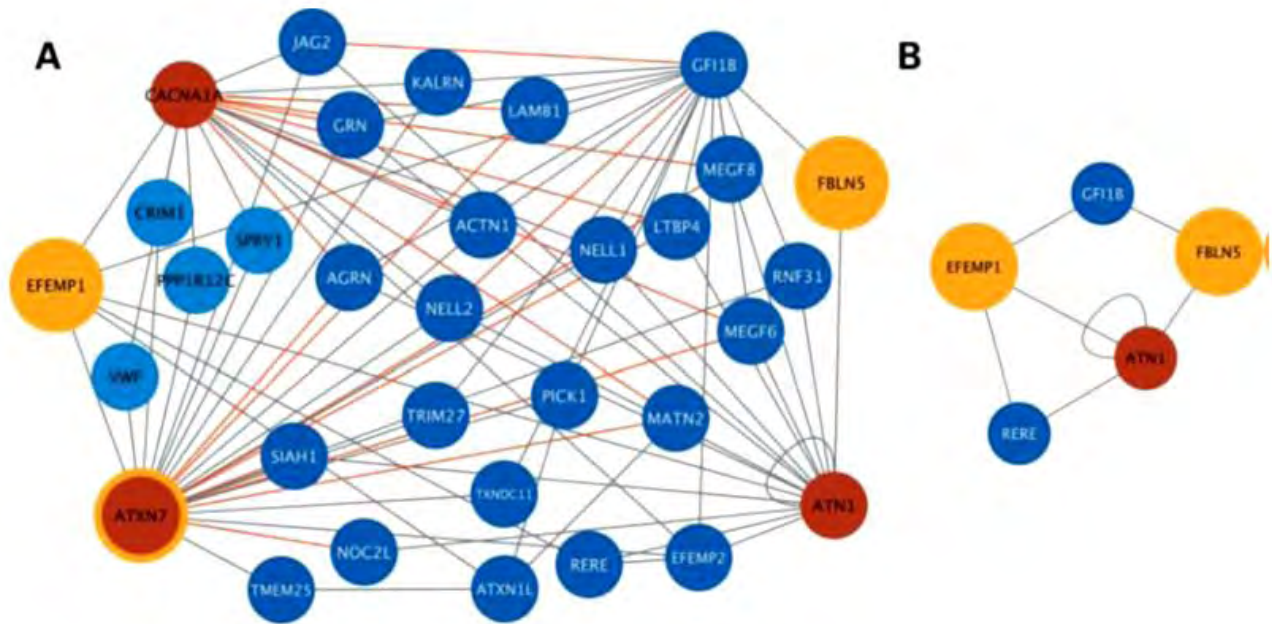 A
JAG2
GFI1B
B
CACNA1A
KALRN
LAMB1
GRN
MEGF8
FBLN5
GFI1B
CRIM1
SPRY1
ACTN1
LTBP4
NELL1
FBLN5
EFEMP1
PPP1R12C
AGRN
RNF31
EFEMP1
NELL2
MEGF6
ATN1
VWF
PICK1
TRIM27
MATN2
RERE
SIAH1
TXNDC11
ATN1
ATXN7
NOC2L
RERE
EFEMP2
TMEM25
ATXN1L